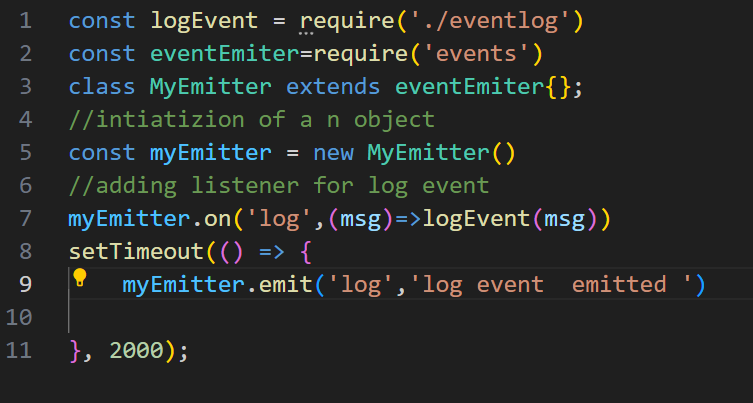 1 const logEvent = require('./eventlog')
2 const eventEmiter=require('events')
3 class MyEmitter extends eventEmiter{};
4 //intiatizion of a n object
5 const myEmitter = new MyEmitter()
6 //adding listener for log event
7 myEmitter.on('log',(msg)=>logEvent(msg))
8 setTimeout(() => {
9     myEmitter.emit('log','log event  emitted ')
10
11 }, 2000);